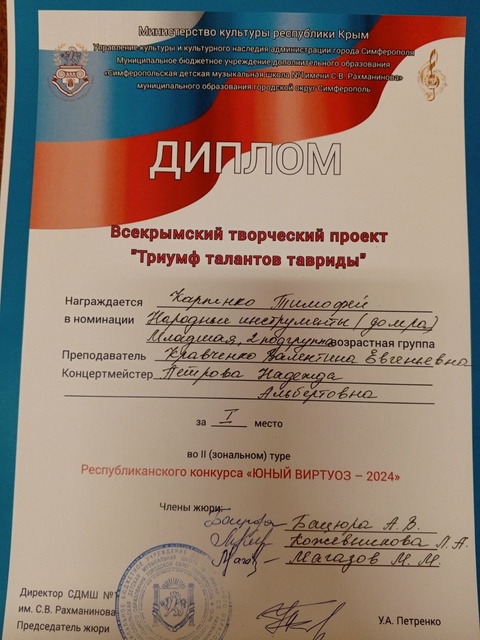 Министерство культуры республики Крым
Управление культуры и культурного наследия администрации города Симферополя
Муниципальное бюджетное учреждение дополнительного образования
«Симферопольская детская музыкальная школа №1 имени С.В. Рахманинова»
муниципального образования городской округ Симферополь
ДИПЛОМ
Всекрымский творческий проект
"Триумф талантов тавриды"
Награждается Карпенко Тимофей
в номинации Народные инструменты (домра)
Младшая, 2 подгруппа возрастная группа
Преподаватель Кравченко Валентина Евгеньевна
Концертмейстер Петрова Надежда
Альбертовна
за I место
во II (зональном) туре
Республиканского конкурса «ЮНЫЙ ВИРТУОЗ – 2024»
Члены жюри:
Бацюра А.В.
Кожевникова Л.А.
Магазов М.М.
Директор СДМШ №1
им. С.В. Рахманинова
Председатель жюри
У.А. Петренко